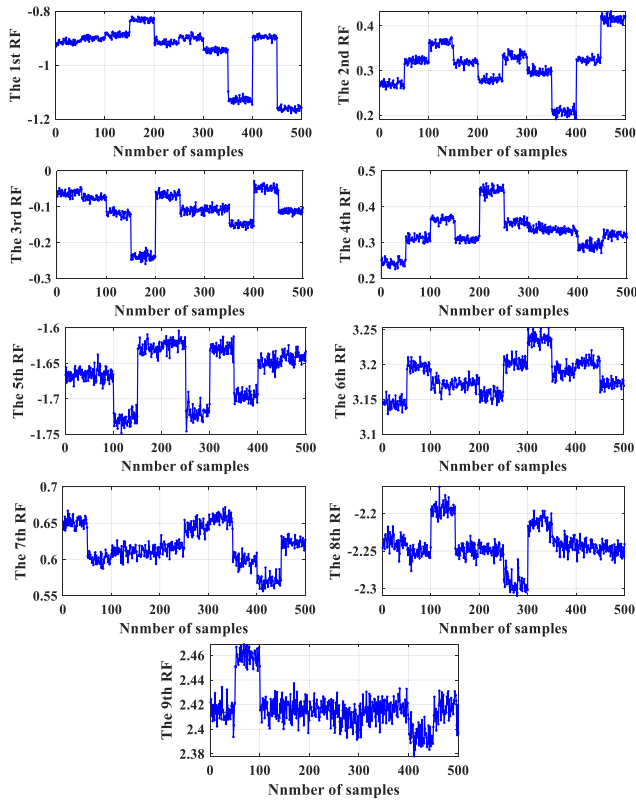 -0.8
-1
-1.2
The 1st RF
0 100 200 300 400 500
Nnmber of samples
0.4
0.3
0.2
The 2nd RF
0 100 200 300 400 500
Nnmber of samples
0
-0.1
-0.2
-0.3
The 3rd RF
0 100 200 300 400 500
Nnmber of samples
0.5
0.4
0.3
0.2
The 4th RF
0 100 200 300 400 500
Nnmber of samples
-1.6
-1.65
-1.7
-1.75
The 5th RF
0 100 200 300 400 500
Nnmber of samples
3.25
3.2
3.15
3.1
The 6th RF
0 100 200 300 400 500
Nnmber of samples
0.7
0.65
0.6
0.55
The 7th RF
0 100 200 300 400 500
Nnmber of samples
-2.2
-2.25
-2.3
The 8th RF
0 100 200 300 400 500
Nnmber of samples
2.46
2.44
2.42
2.4
2.38
The 9th RF
0 100 200 300 400 500
Nnmber of samples